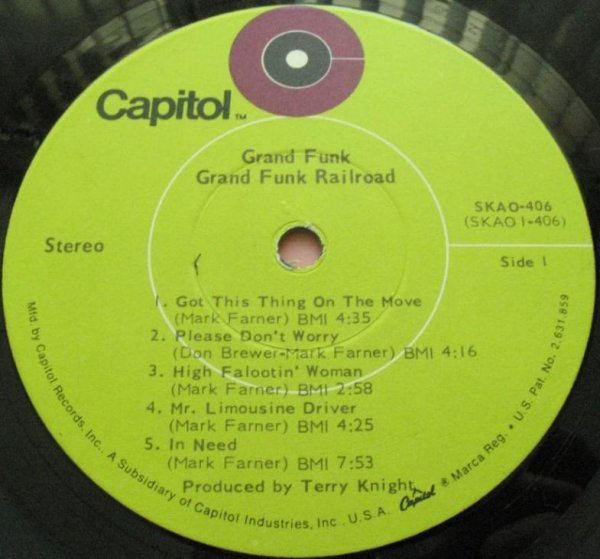 Capitol™
Grand Funk
Grand Funk Railroad
SKAO-406
(SKAO 1-406)
Stereo
Side 1
1. Got This Thing On The Move
(Mark Farner) BMI 4:35
2. Please Don't Worry
(Don Brewer-Mark Farner) BMI 4:16
3. High Falootin' Woman
(Mark Farner) BMI 2:58
4. Mr. Limousine Driver
(Mark Farner) BMI 4:25
5. In Need
(Mark Farner) BMI 7:53
Produced by Terry Knight
Mfd. by Capitol Records, Inc., A Subsidiary of Capitol Industries, Inc., U.S.A. Capitol ® Marca Reg. • U.S. Pat. No. 2,631,859